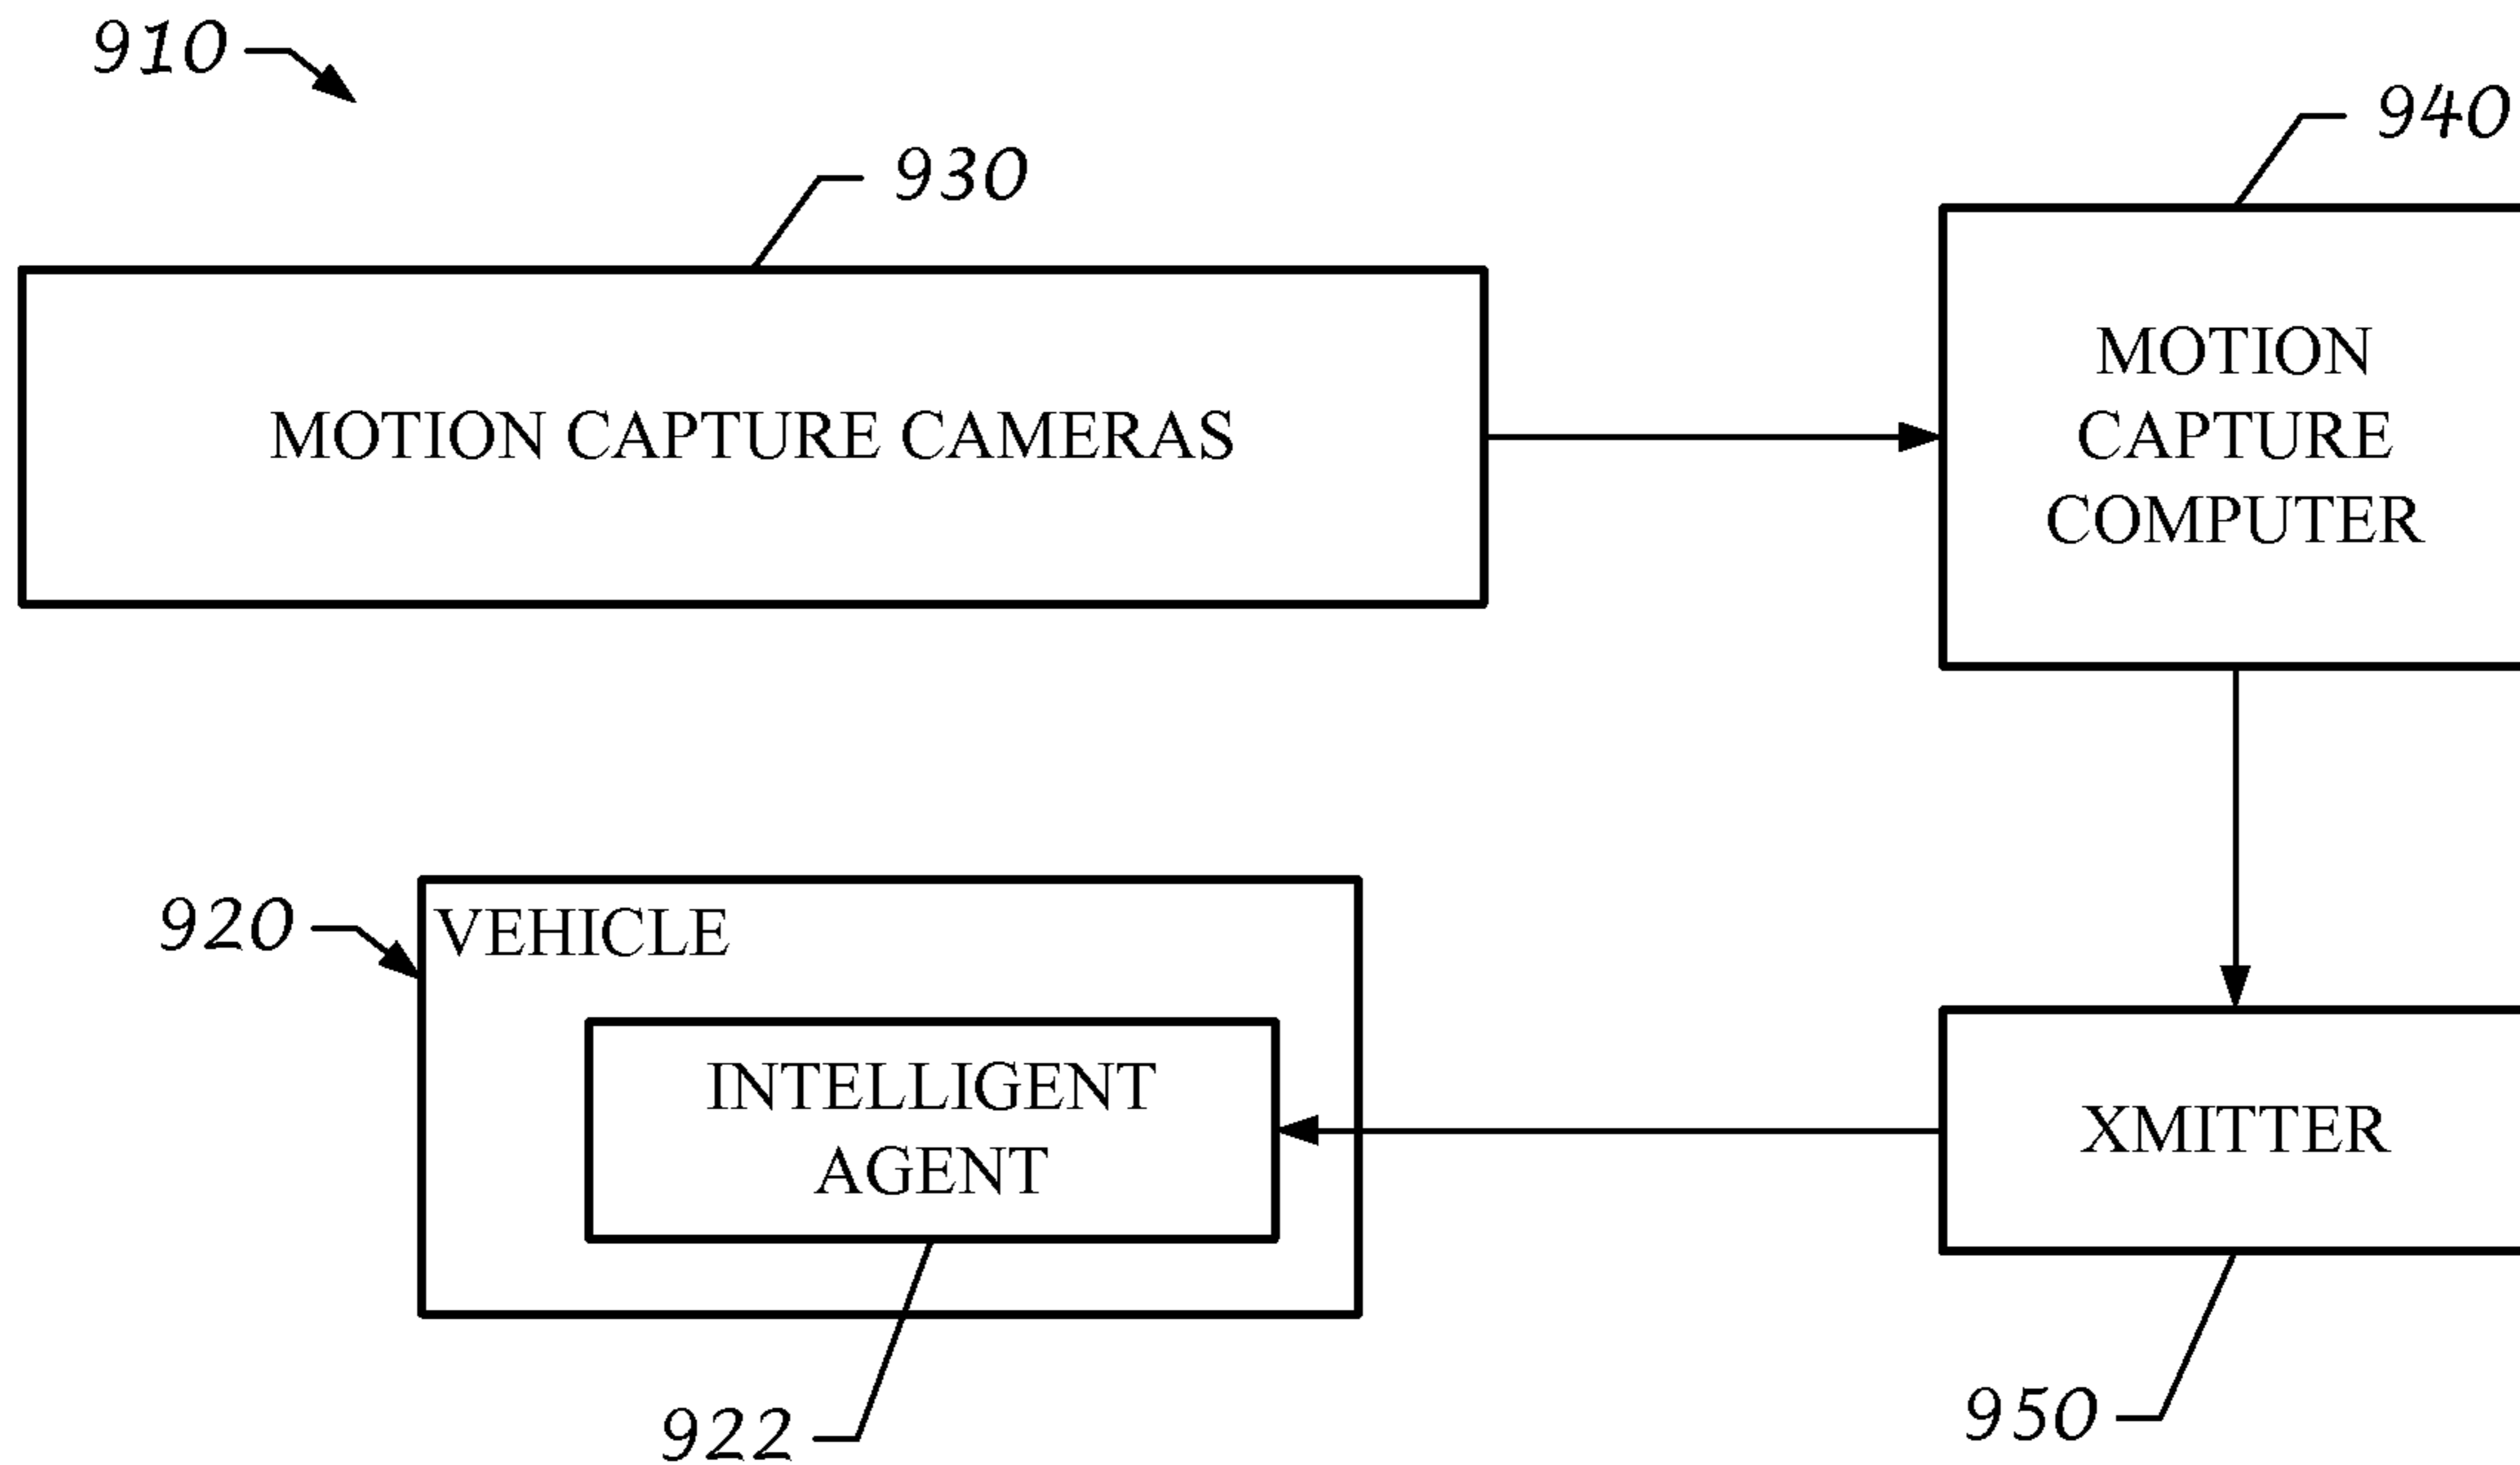 910
940
930
MOTION CAPTURE CAMERAS
MOTION
CAPTURE
COMPUTER
920
VEHICLE
INTELLIGENT
AGENT
XMITTER
922
950